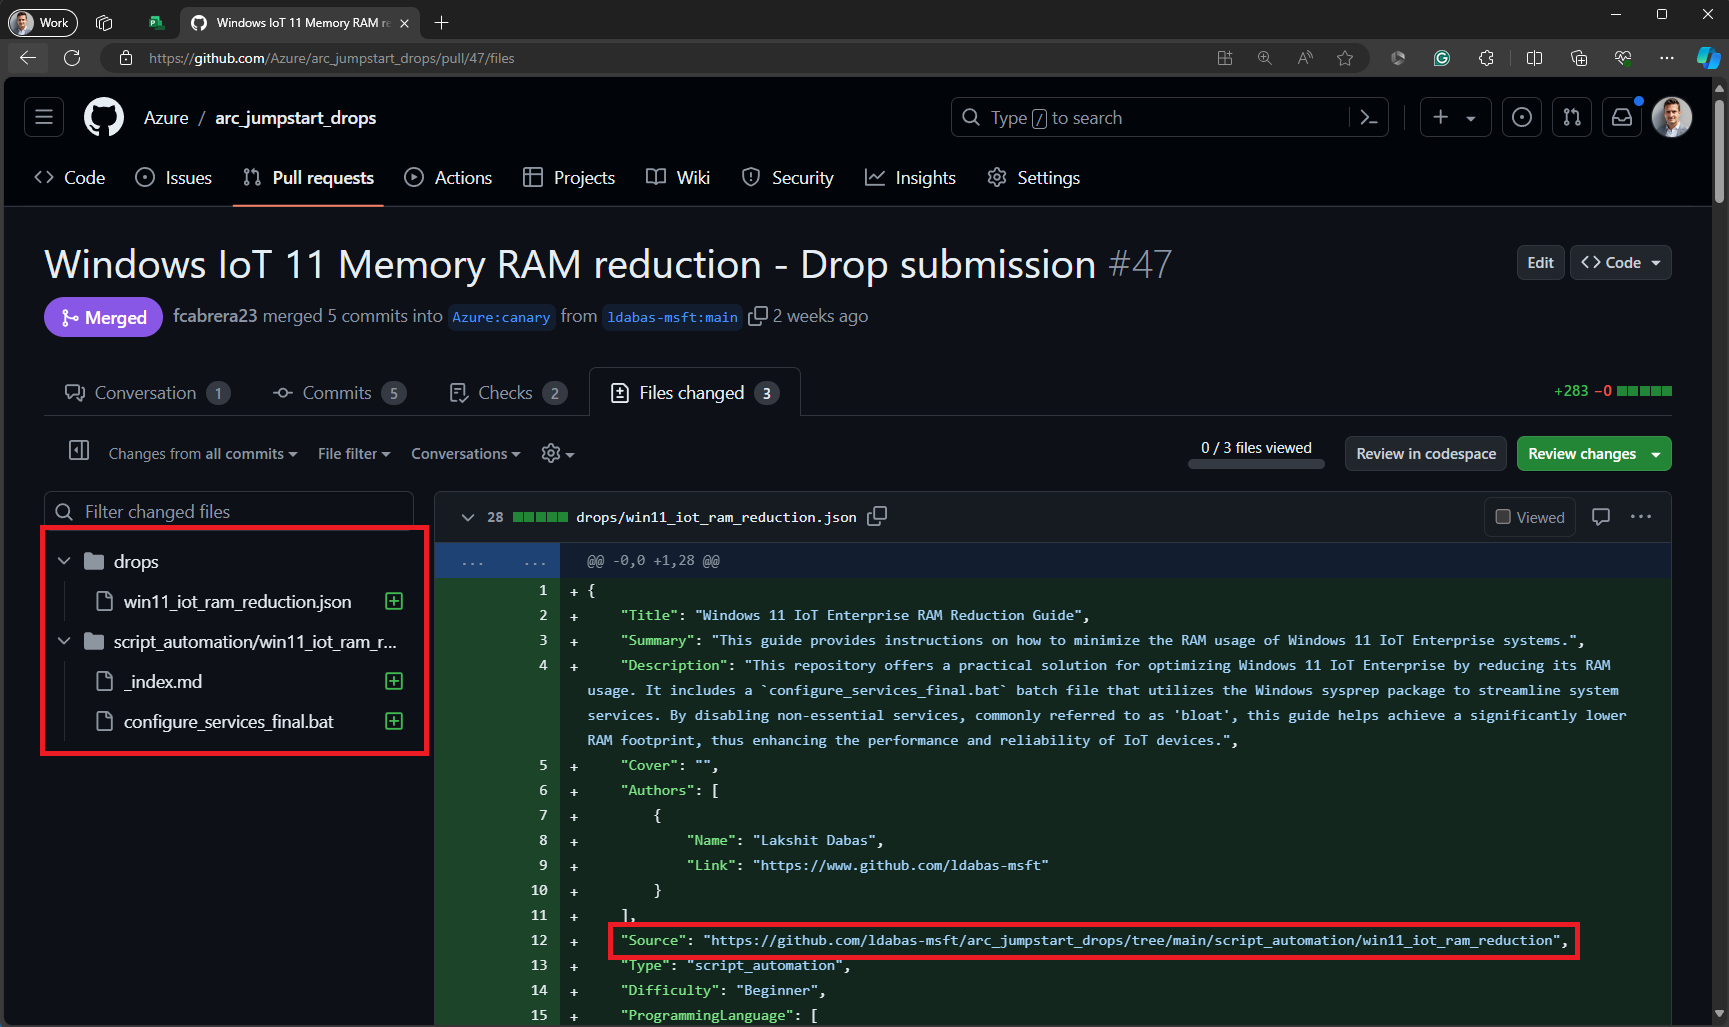 Work
Windows IoT 11 Memory RAM re
https://github.com/Azure/arc_jumpstart_drops/pull/47/files
Azure / arc_jumpstart_drops
Type / to search
Code
Issues
Pull requests
Actions
Projects
Wiki
Security
Insights
Settings
Windows IoT 11 Memory RAM reduction - Drop submission #47
Edit
<> Code
Merged
fcabrera23 merged 5 commits into Azure:canary from ldabas-msft:main 2 weeks ago
Conversation 1
Commits 5
Checks 2
Files changed 3
+283 −0
Changes from all commits
File filter
Conversations
0 / 3 files viewed
Review in codespace
Review changes
Filter changed files
drops
win11_iot_ram_reduction.json
script_automation/win11_iot_ram_r...
_index.md
configure_services_final.bat
28 drops/win11_iot_ram_reduction.json
Viewed
... ... @@ -0,0 +1,28 @@
1 + {
2 + "Title": "Windows 11 IoT Enterprise RAM Reduction Guide",
3 + "Summary": "This guide provides instructions on how to minimize the RAM usage of Windows 11 IoT Enterprise systems.",
4 + "Description": "This repository offers a practical solution for optimizing Windows 11 IoT Enterprise by reducing its RAM
usage. It includes a `configure_services_final.bat` batch file that utilizes the Windows sysprep package to streamline system
services. By disabling non-essential services, commonly referred to as 'bloat', this guide helps achieve a significantly lower
RAM footprint, thus enhancing the performance and reliability of IoT devices.",
5 + "Cover": "",
6 + "Authors": [
7 + {
8 + "Name": "Lakshit Dabas",
9 + "Link": "https://www.github.com/ldabas-msft"
10 + }
11 + ],
12 + "Source": "https://github.com/ldabas-msft/arc_jumpstart_drops/tree/main/script_automation/win11_iot_ram_reduction",
13 + "Type": "script_automation",
14 + "Difficulty": "Beginner",
15 + "ProgrammingLanguage": [